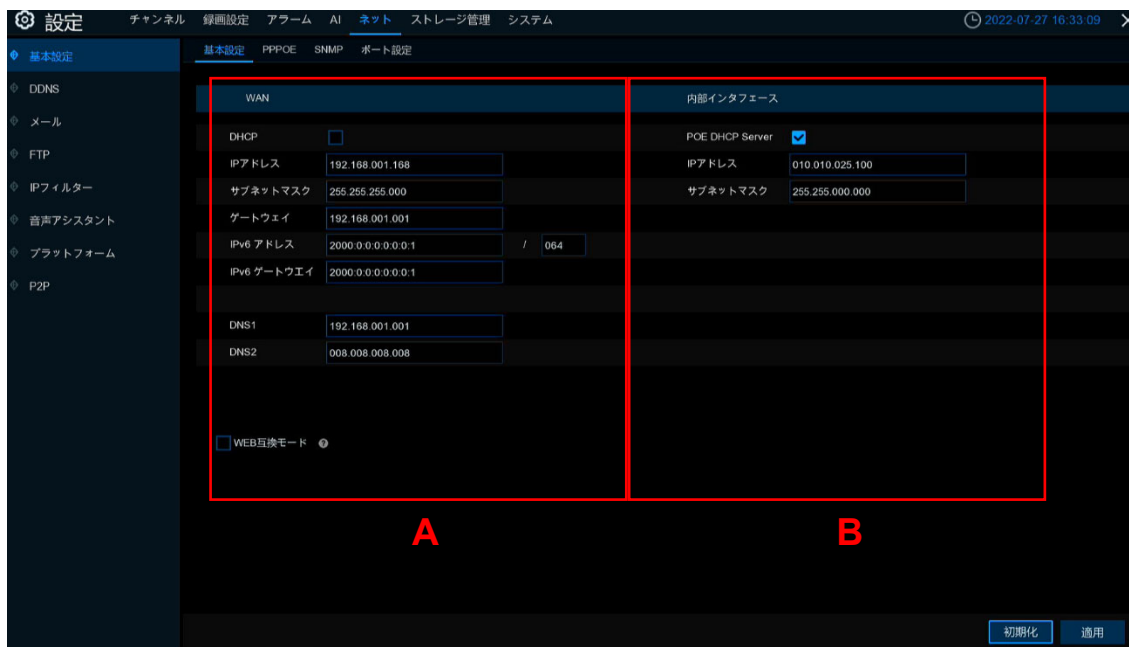 設定 チャンネル 録画設定 アラーム AI ネット ストレージ管理 システム 2022-07-27 16:33:09
基本設定 PPPOE SNMP ポート設定
基本設定
DDNS
メール
FTP
IPフィルター
音声アシスタント
プラットフォーム
P2P
WAN
DHCP
IPアドレス 192.168.001.168
サブネットマスク 255.255.255.000
ゲートウェイ 192.168.001.001
IPv6 アドレス 2000:0:0:0:0:0:0:1 / 064
IPv6 ゲートウエイ 2000:0:0:0:0:0:0:1
DNS1 192.168.001.001
DNS2 008.008.008.008
WEB互換モード
内部インタフェース
POE DHCP Server
IPアドレス 010.010.025.100
サブネットマスク 255.255.000.000
A
B
初期化 適用